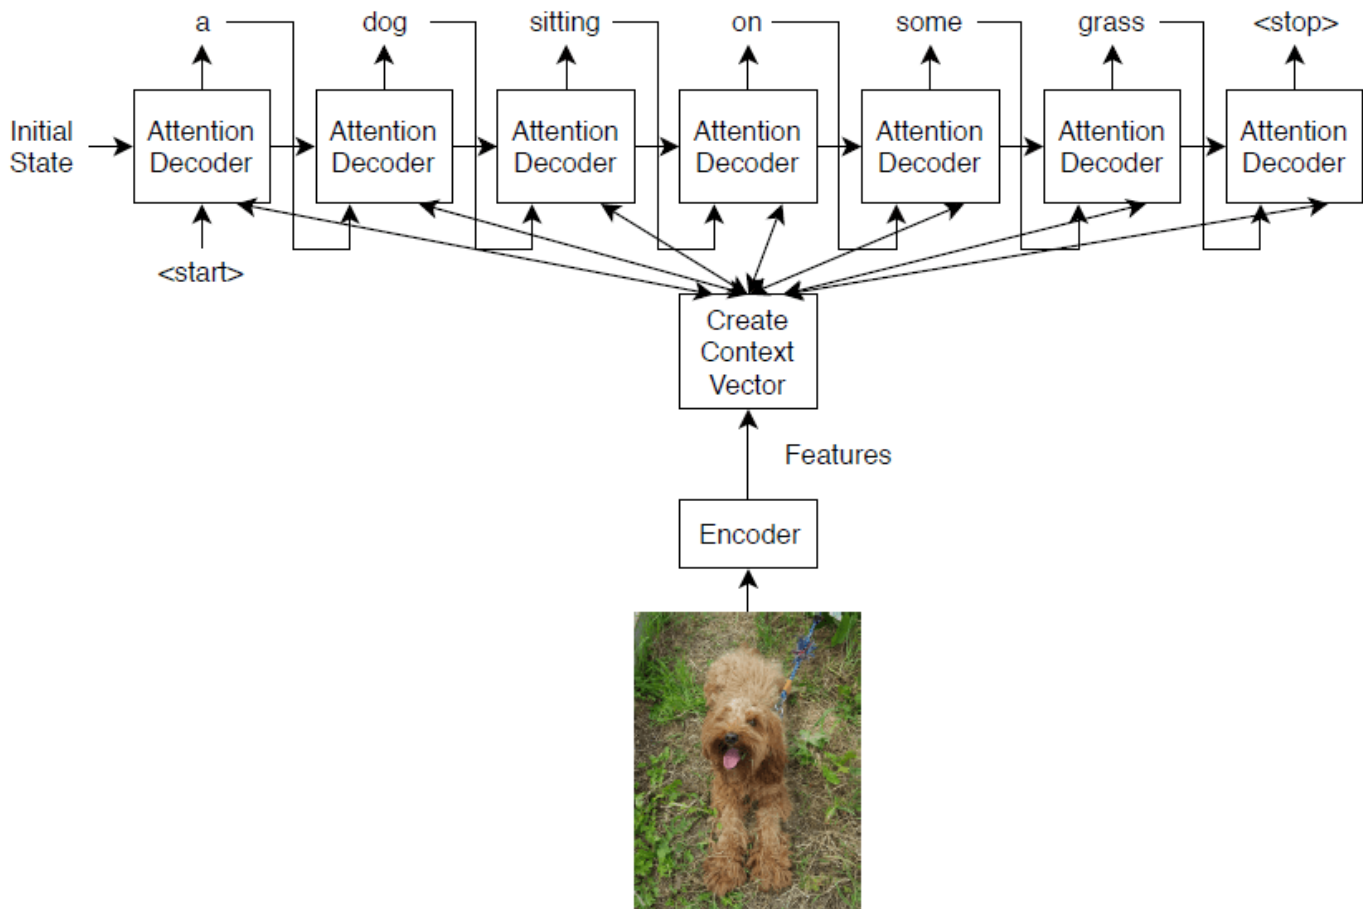 a
dog
sitting
on
some
grass
<stop>
Initial
State
Attention
Decoder
Attention
Decoder
Attention
Decoder
Attention
Decoder
Attention
Decoder
Attention
Decoder
Attention
Decoder
<start>
Create
Context
Vector
Features
Encoder